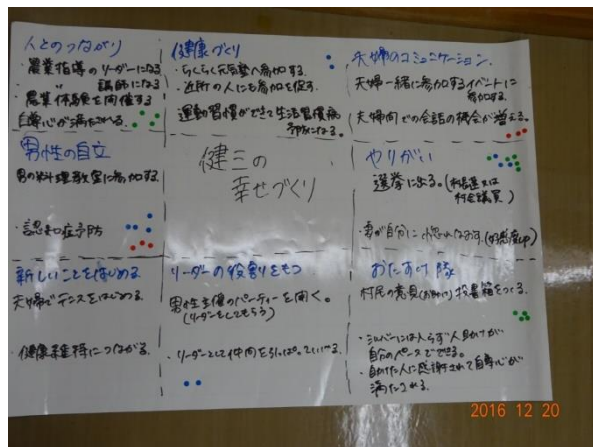 人とのつながり
・農業指導のリーダーになる
〃 講師になる
・農業体験を開催する
自尊心が満たされる。
健康づくり
・らくらく元気塾へ参加する。
・近所の人にも参加を促す。
運動習慣ができて生活習慣病
予防になる。
夫婦のコミュニケーション
夫婦一緒に参加するイベントに
参加する。
夫婦間での会話の機会が増える。
男性の自立
男の料理教室に参加する。
・認知症予防
健三の
幸せづくり
やりがい
選挙に出る。(村長選又は
村会議員)
・妻が自分に惚れなおす。(好感度up)
新しいことをはじめる
夫婦でテニスをはじめる。
・健康維持につながる。
リーダーの役割をもつ
男性主催のパーティーを開く。
(リーダーをしてもらう)
・リーダーとして仲間を引っぱっていける。
おたすけ隊
村民の意見 投書箱をつくる。
・シルバーには入らず人助けが
自分のペースでできる。
・助けた人に感謝されて自尊心が
満たされる。
2016 12 20